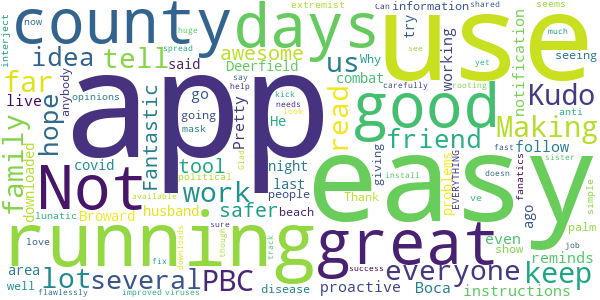 interject
now
huge
spread
extremist
Can
information
shared
seems
county
days
use
idea
tell
awesome
Deerfield
us
try
working
notification
now
much
see
yet
seeing
far
said
combat
Why
live
anybody
opinions
go
say
help
kick
needs
look
carefully
rooting
anti
app
good
Kudo
hope
going
mask
Pretty
He
read
Making
family
downloaded
Fantastic
Glad
friend
follow
Not
tool
night
giving
problems
EVERYTHING
fast
fanatics
sister
covid
political
last
Thank
install
doesn
ve
ago
simple
easy
work
available
people
lunatic
Broward
husband
safer
beach
palm
running
great
even
show
love
downloads
sure
though
track
success
job
area
lot
several
PBC
everyone
reminds
keep
well
fix
disease
proactive
Boca
instructions
flawlessly
improved
viruses